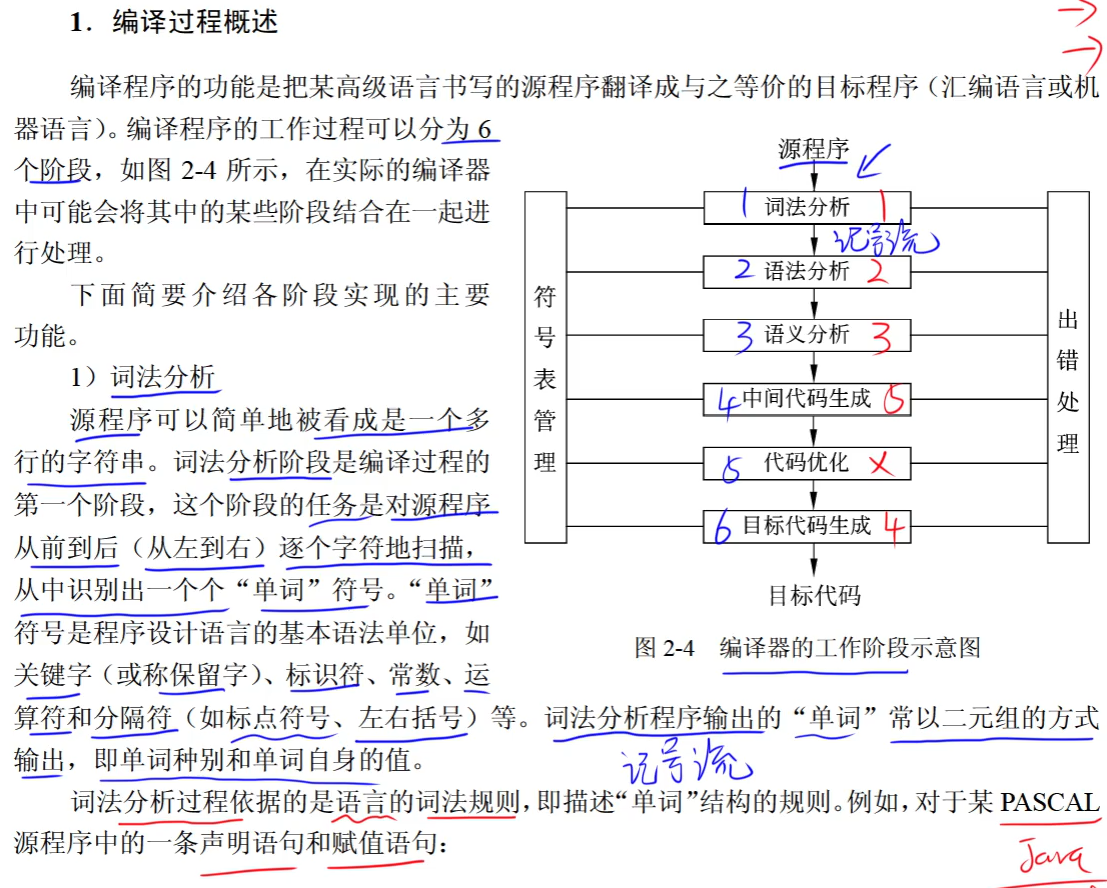 1．编译过程概述
编译程序的功能是把某高级语言书写的源程序翻译成与之等价的目标程序（汇编语言或机
器语言）。编译程序的工作过程可以分为 6
个阶段，如图 2-4 所示，在实际的编译器
中可能会将其中的某些阶段结合在一起进
行处理。
下面简要介绍各阶段实现的主要
功能。
1）词法分析
源程序可以简单地被看成是一个多
行的字符串。词法分析阶段是编译过程的
第一个阶段，这个阶段的任务是对源程序
从前到后（从左到右）逐个字符地扫描，
从中识别出一个个“单词”符号。“单词”
符号是程序设计语言的基本语法单位，如
关键字（或称保留字）、标识符、常数、运
源程序
1 词法分析 1
记号流
2 语法分析 2
3 语义分析 3
4 中间代码生成 5
5 代码优化 ×
6 目标代码生成 4
目标代码
符号表管理
出错处理
图 2-4 编译器的工作阶段示意图
算符和分隔符（如标点符号、左右括号）等。词法分析程序输出的“单词”常以二元组的方式
输出，即单词种别和单词自身的值。
记号流
词法分析过程依据的是语言的词法规则，即描述“单词”结构的规则。例如，对于某 PASCAL
源程序中的一条声明语句和赋值语句：
Java